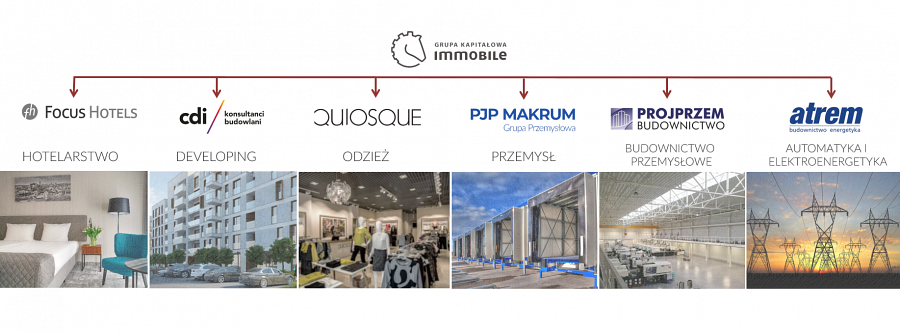 GRUPA KAPITAŁOWA
IMMOBILE
fh FOCUS HOTELS
cdi / konsultanci
budowlani
QUIOSQUE
PJP MAKRUM
Grupa Przemysłowa
PROJPRZEM
BUDOWNICTWO
atrem
budownictwo energetyka
HOTELARSTWO
DEVELOPING
ODZIEŻ
PRZEMYSŁ
BUDOWNICTWO
PRZEMYSŁOWE
AUTOMATYKA I
ELEKTROENERGETYKA